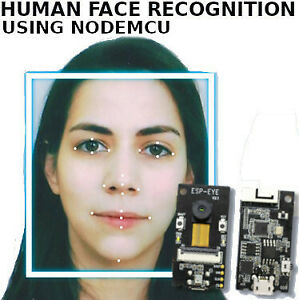 HUMAN FACE RECOGNITION
USING NODEMCU
ESP-EYE